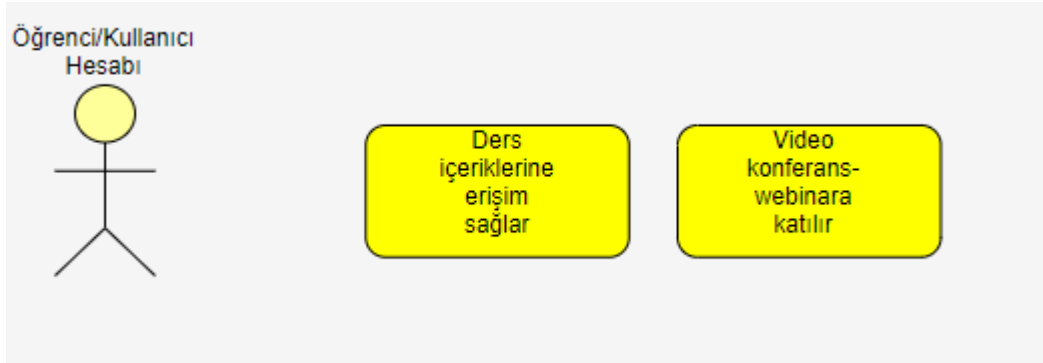 Öğrenci/Kullanıcı
Hesabı
Ders
içeriklerine
erişim
sağlar
Video
konferans-
webinara
katılır